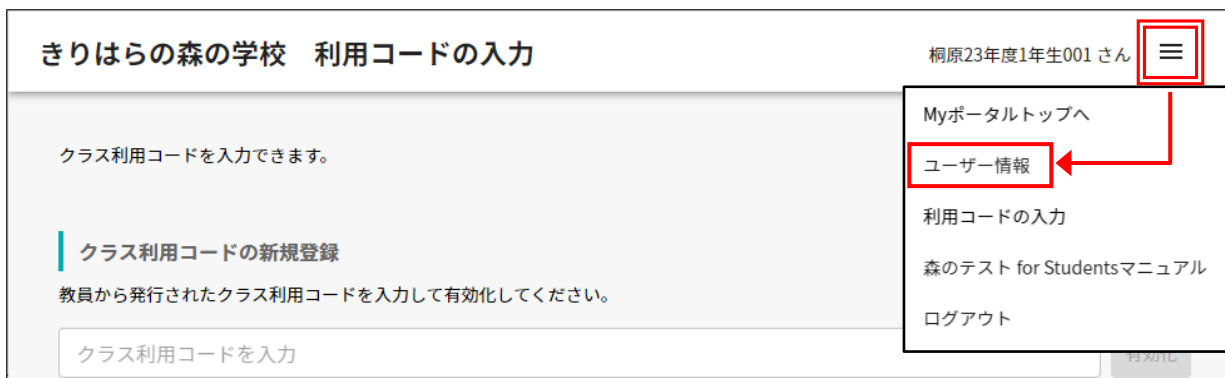 きりはらの森の学校　利用コードの入力
桐原23年度1年生001 さん
Myポータルトップへ
ユーザー情報
利用コードの入力
森のテスト for Studentsマニュアル
ログアウト
クラス利用コードを入力できます。
クラス利用コードの新規登録
教員から発行されたクラス利用コードを入力して有効化してください。
クラス利用コードを入力
有効化